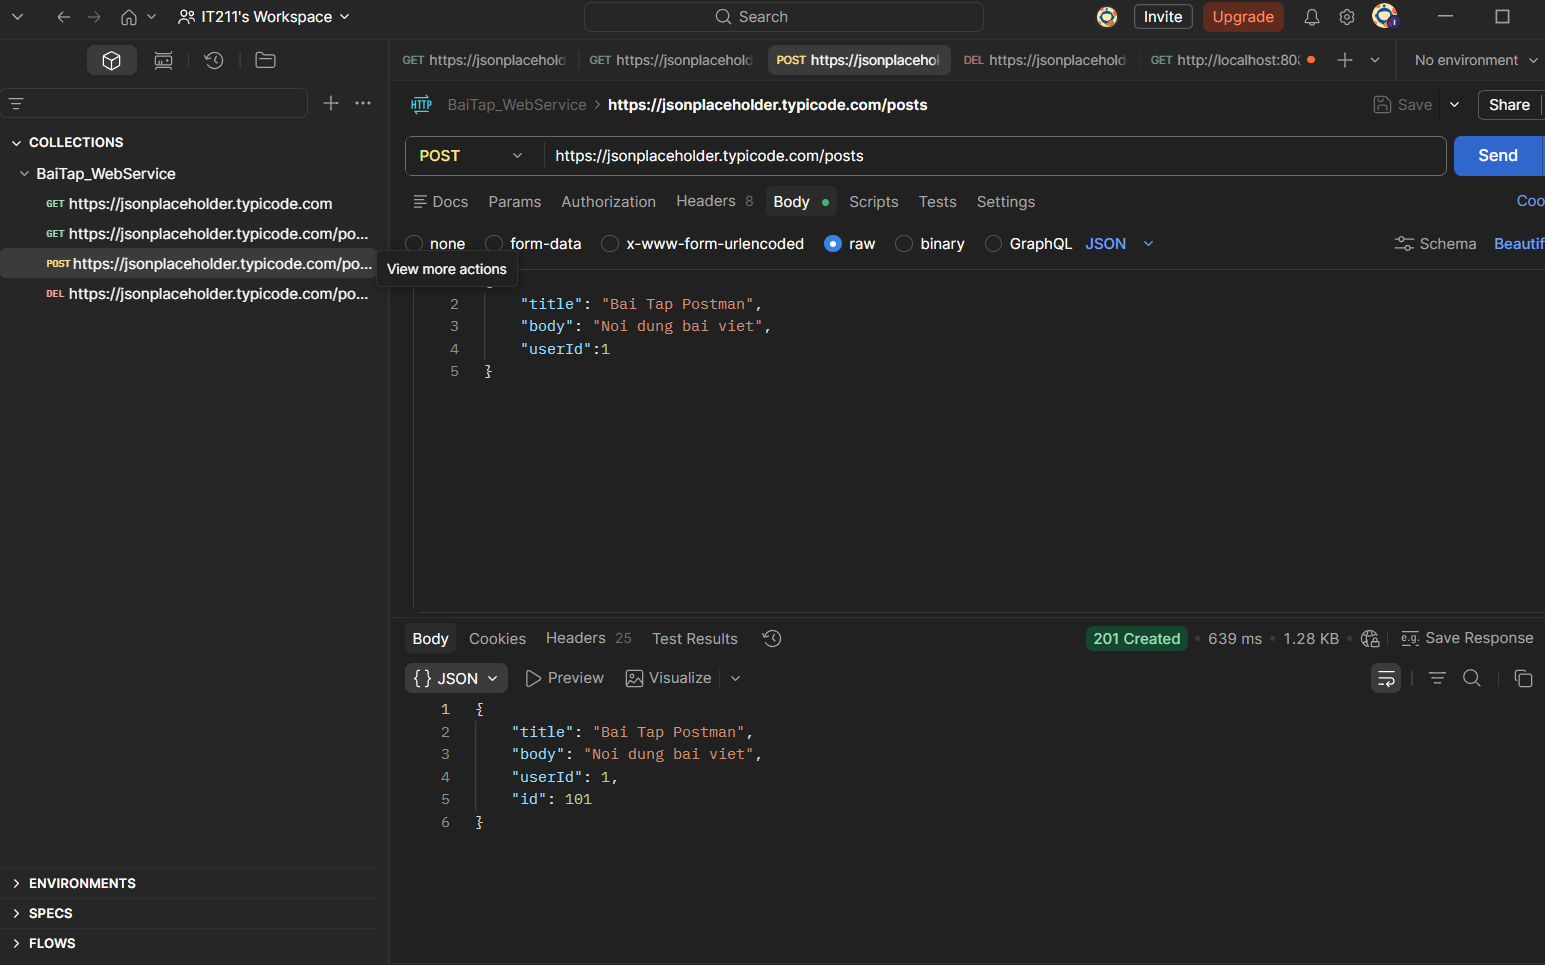 IT211's Workspace
Search
Invite
Upgrade
GET https://jsonplacehold
GET https://jsonplacehold
POST https://jsonplacehol
DEL https://jsonplacehold
GET http://localhost:80
No environment
HTTP BaiTap_WebService > https://jsonplaceholder.typicode.com/posts
Save
Share
COLLECTIONS
BaiTap_WebService
GET https://jsonplaceholder.typicode.com
GET https://jsonplaceholder.typicode.com/po...
POST https://jsonplaceholder.typicode.com/po...
DEL https://jsonplaceholder.typicode.com/po...
View more actions
ENVIRONMENTS
SPECS
FLOWS
POST
https://jsonplaceholder.typicode.com/posts
Send
Docs Params Authorization Headers 8 Body Scripts Tests Settings
Coo
none form-data x-www-form-urlencoded raw binary GraphQL JSON
Schema Beautif
2 "title": "Bai Tap Postman",
3 "body": "Noi dung bai viet",
4 "userId":1
5 }
Body Cookies Headers 25 Test Results
201 Created • 639 ms • 1.28 KB • e.g. Save Response
{} JSON Preview Visualize
1 {
2 "title": "Bai Tap Postman",
3 "body": "Noi dung bai viet",
4 "userId": 1,
5 "id": 101
6 }